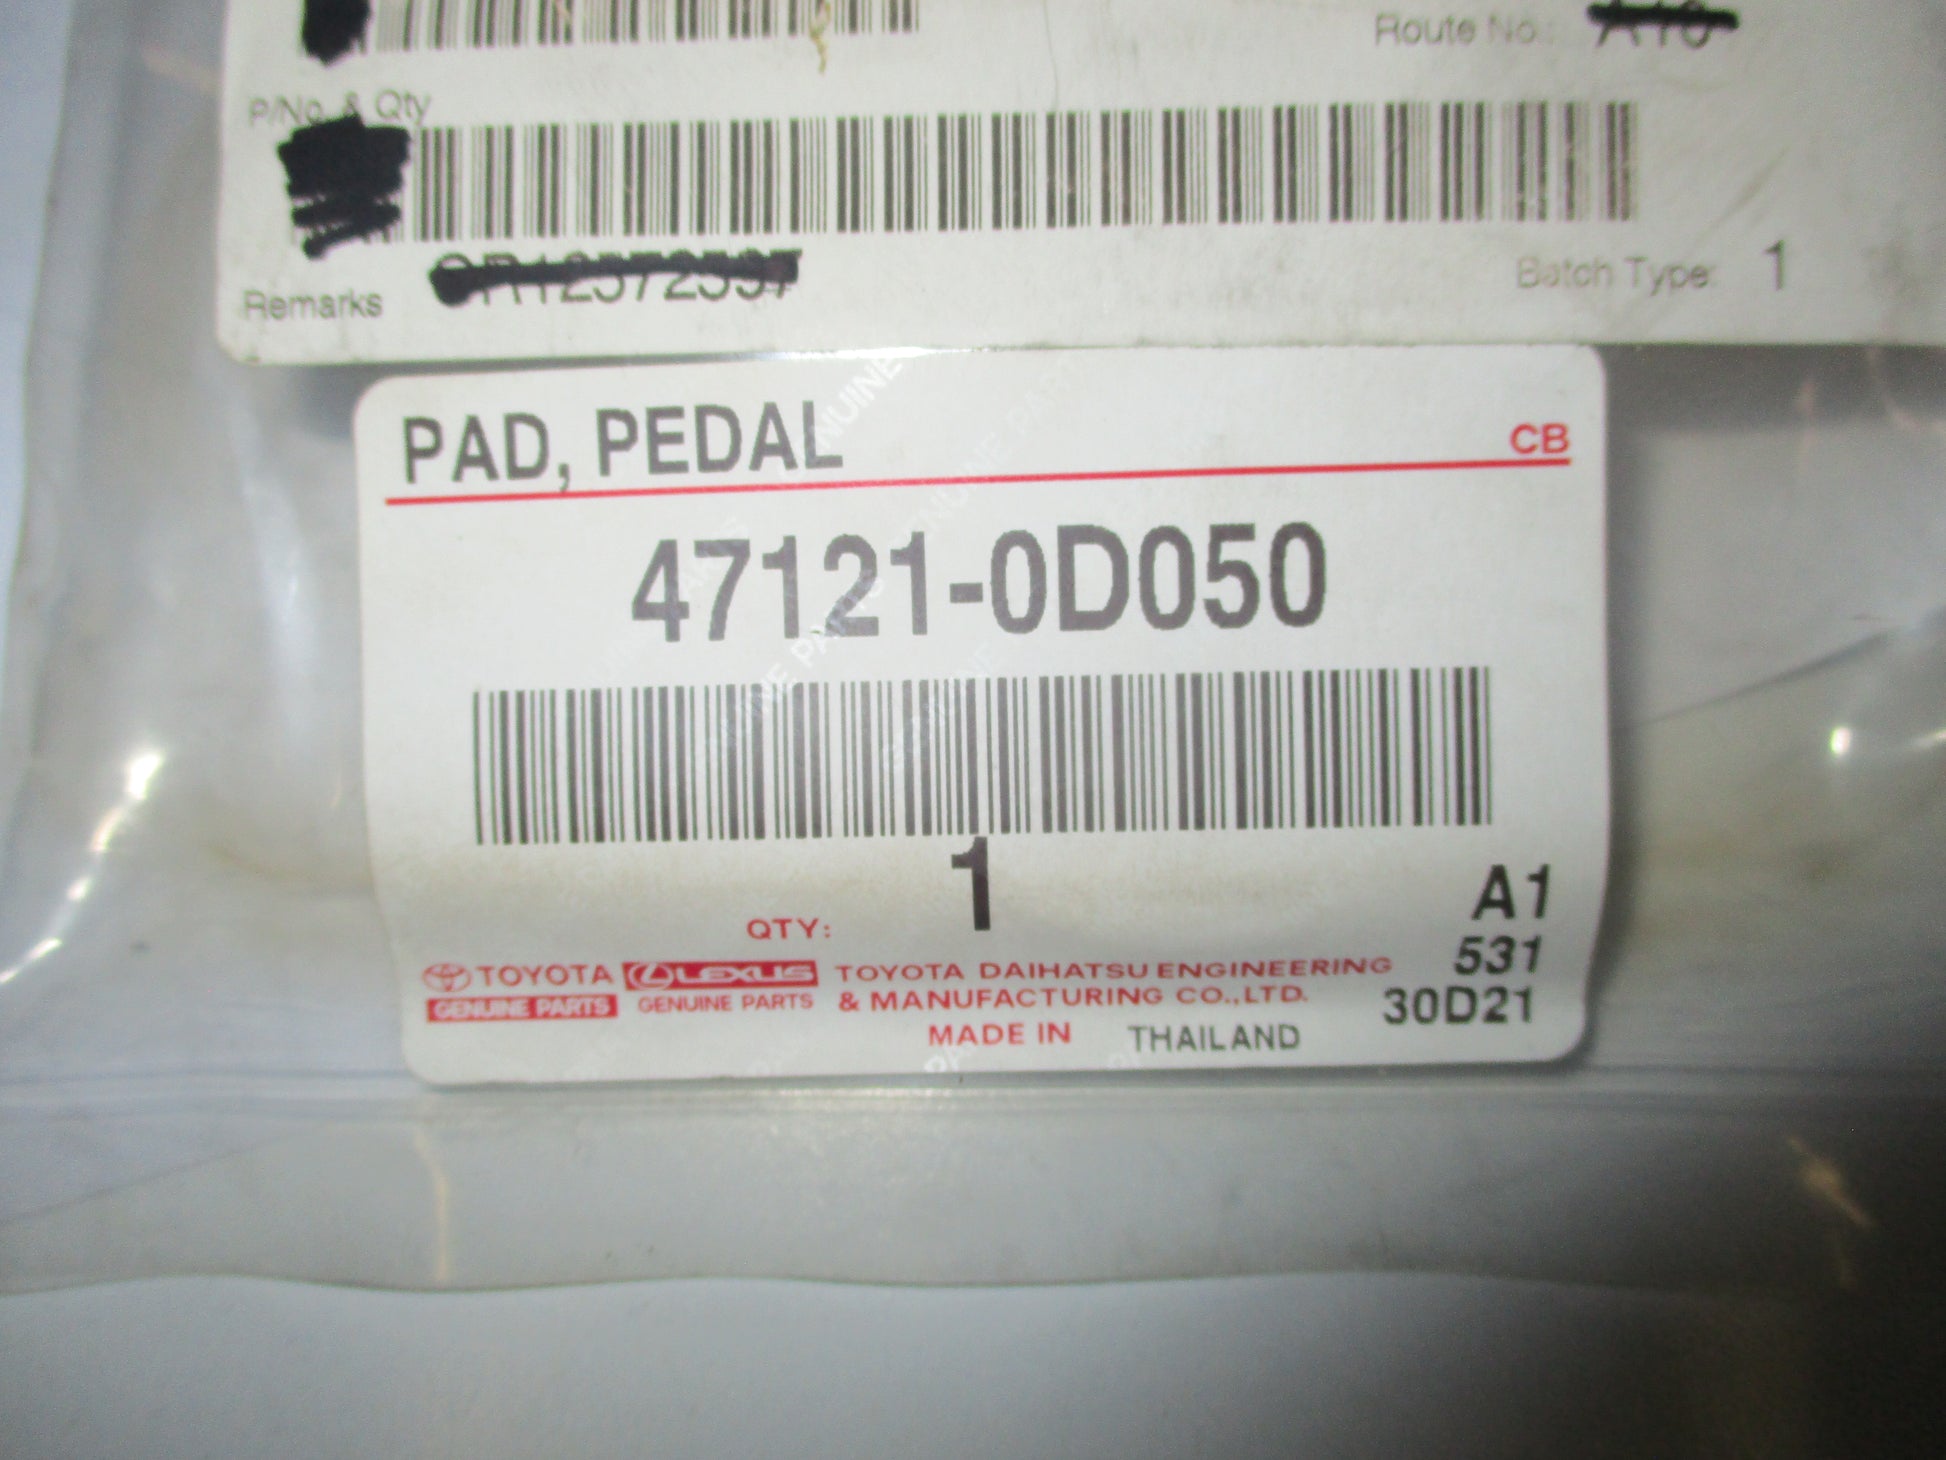 Route No :
P/No. & Qty
Remarks
Batch Type: 1
PAD, PEDAL
CB
47121-0D050
QTY: 1
A1
531
30D21
TOYOTA
GENUINE PARTS
LEXUS
GENUINE PARTS
TOYOTA DAIHATSU ENGINEERING
& MANUFACTURING CO.,LTD.
MADE IN THAILAND